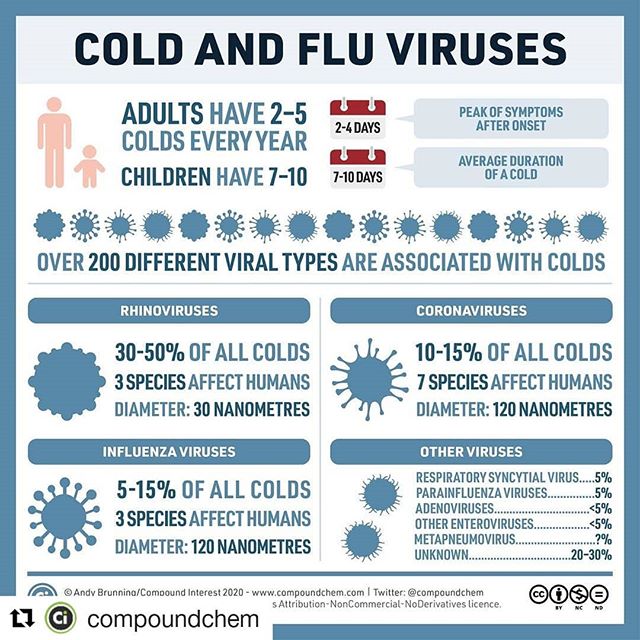 COLD AND FLU VIRUSES
ADULTS HAVE 2–5
COLDS EVERY YEAR
CHILDREN HAVE 7–10
2-4 DAYS
PEAK OF SYMPTOMS
AFTER ONSET
7-10 DAYS
AVERAGE DURATION
OF A COLD
OVER 200 DIFFERENT VIRAL TYPES ARE ASSOCIATED WITH COLDS
RHINOVIRUSES
30-50% OF ALL COLDS
3 SPECIES AFFECT HUMANS
DIAMETER: 30 NANOMETRES
CORONAVIRUSES
10-15% OF ALL COLDS
7 SPECIES AFFECT HUMANS
DIAMETER: 120 NANOMETRES
INFLUENZA VIRUSES
5-15% OF ALL COLDS
3 SPECIES AFFECT HUMANS
DIAMETER: 120 NANOMETRES
OTHER VIRUSES
RESPIRATORY SYNCYTIAL VIRUS.....5%
PARAINFLUENZA VIRUSES..............5%
ADENOVIRUSES.........................<5%
OTHER ENTEROVIRUSES...............<5%
METAPNEUMOVIRUS....................?%
UNKNOWN.........................20-30%
© Andy Brunning/Compound Interest 2020 - www.compoundchem.com | Twitter: @compoundchem
s Attribution-NonCommercial-NoDerivatives licence.
cc
BY NC ND
Ci compoundchem